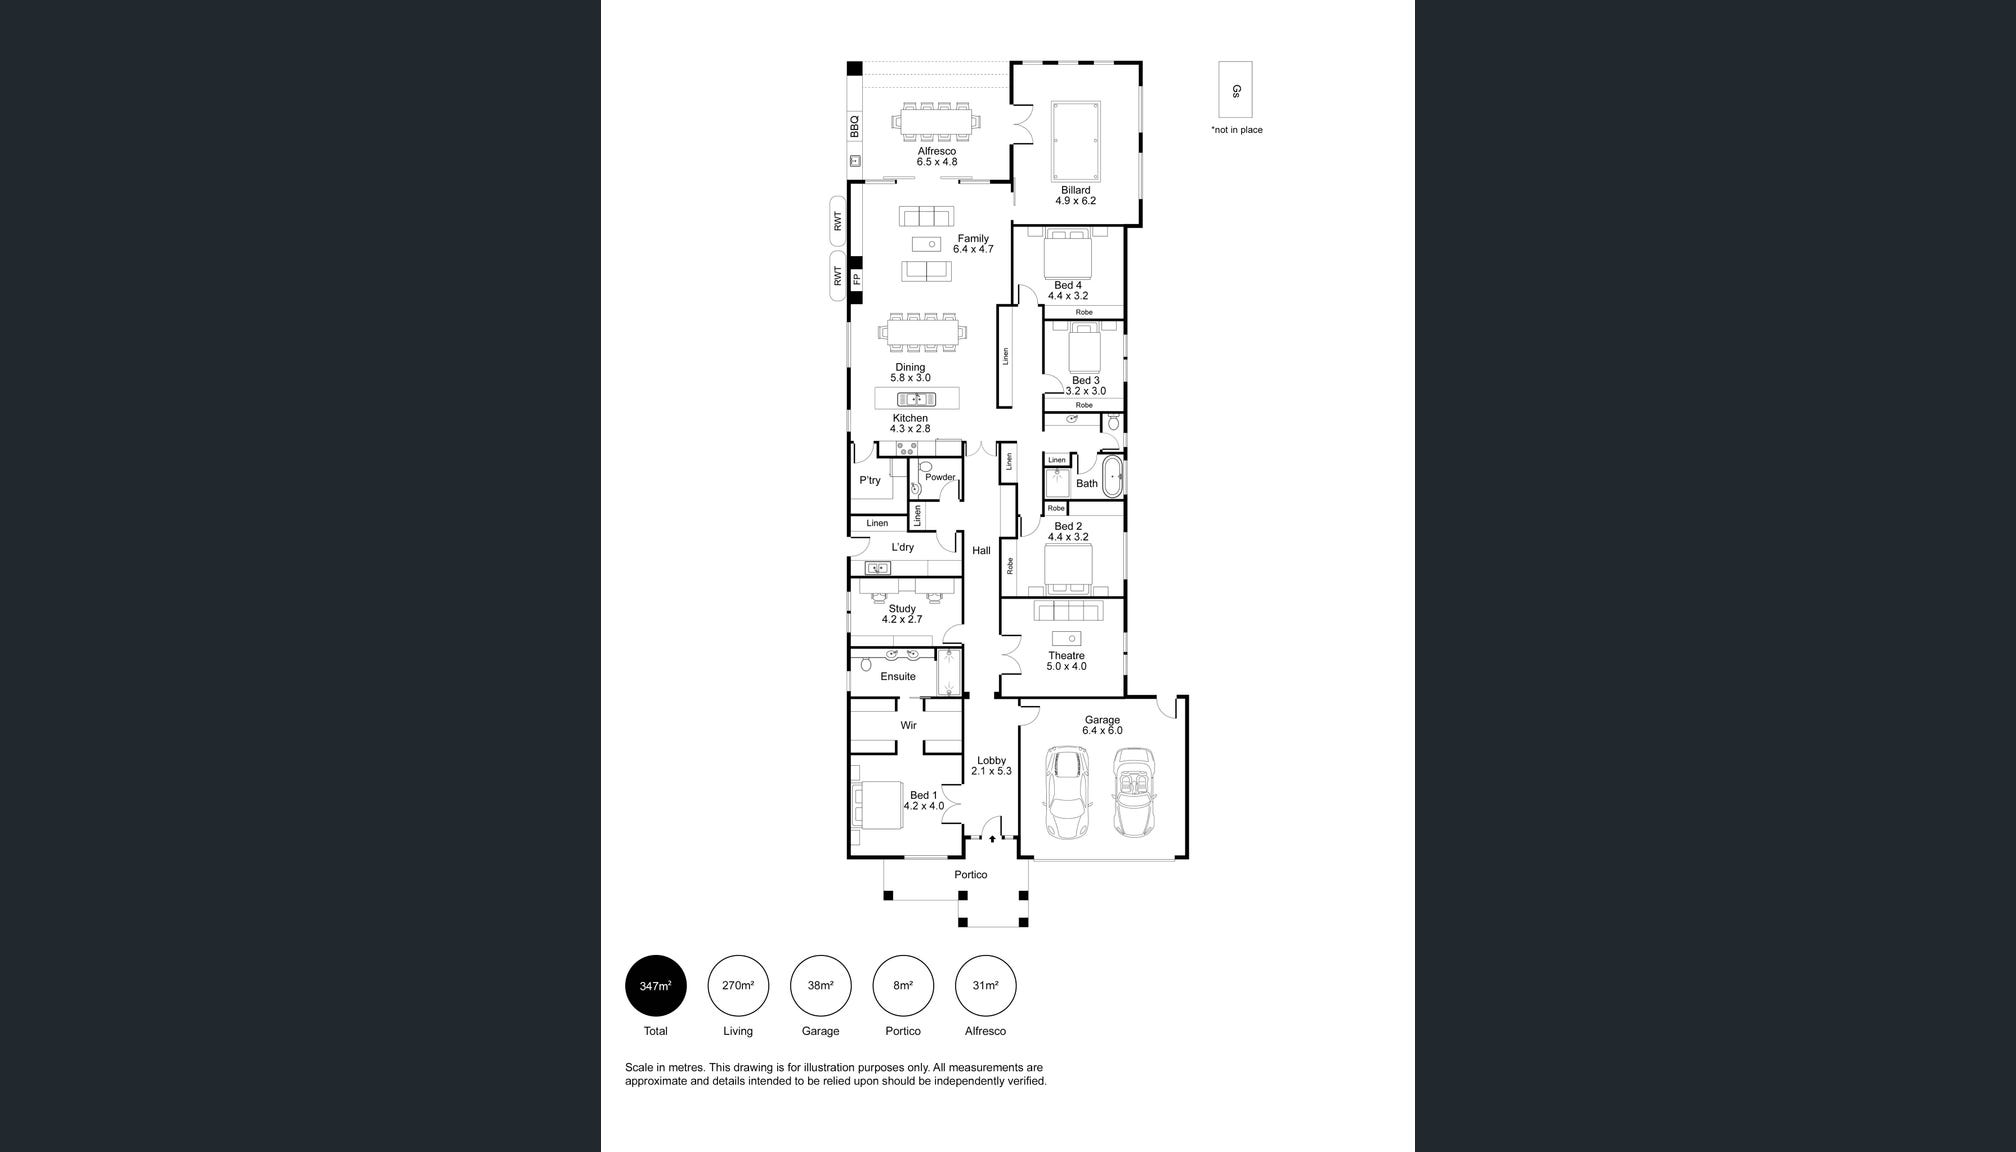 Gs
*not in place
BBQ
Alfresco
6.5 x 4.8
Billard
4.9 x 6.2
RWT
Family
6.4 x 4.7
RWT
FP
Bed 4
4.4 x 3.2
Robe
Linen
Dining
5.8 x 3.0
Bed 3
3.2 x 3.0
Robe
Kitchen
4.3 x 2.8
P'try
Powder
Linen
Linen
Bath
Linen
Linen
Robe
Bed 2
4.4 x 3.2
L'dry
Hall
Robe
Study
4.2 x 2.7
Theatre
5.0 x 4.0
Ensuite
Wir
Garage
6.4 x 6.0
Lobby
2.1 x 5.3
Bed 1
4.2 x 4.0
Portico
347m²
270m²
38m²
8m²
31m²
Total
Living
Garage
Portico
Alfresco
Scale in metres. This drawing is for illustration purposes only. All measurements are
approximate and details intended to be relied upon should be independently verified.